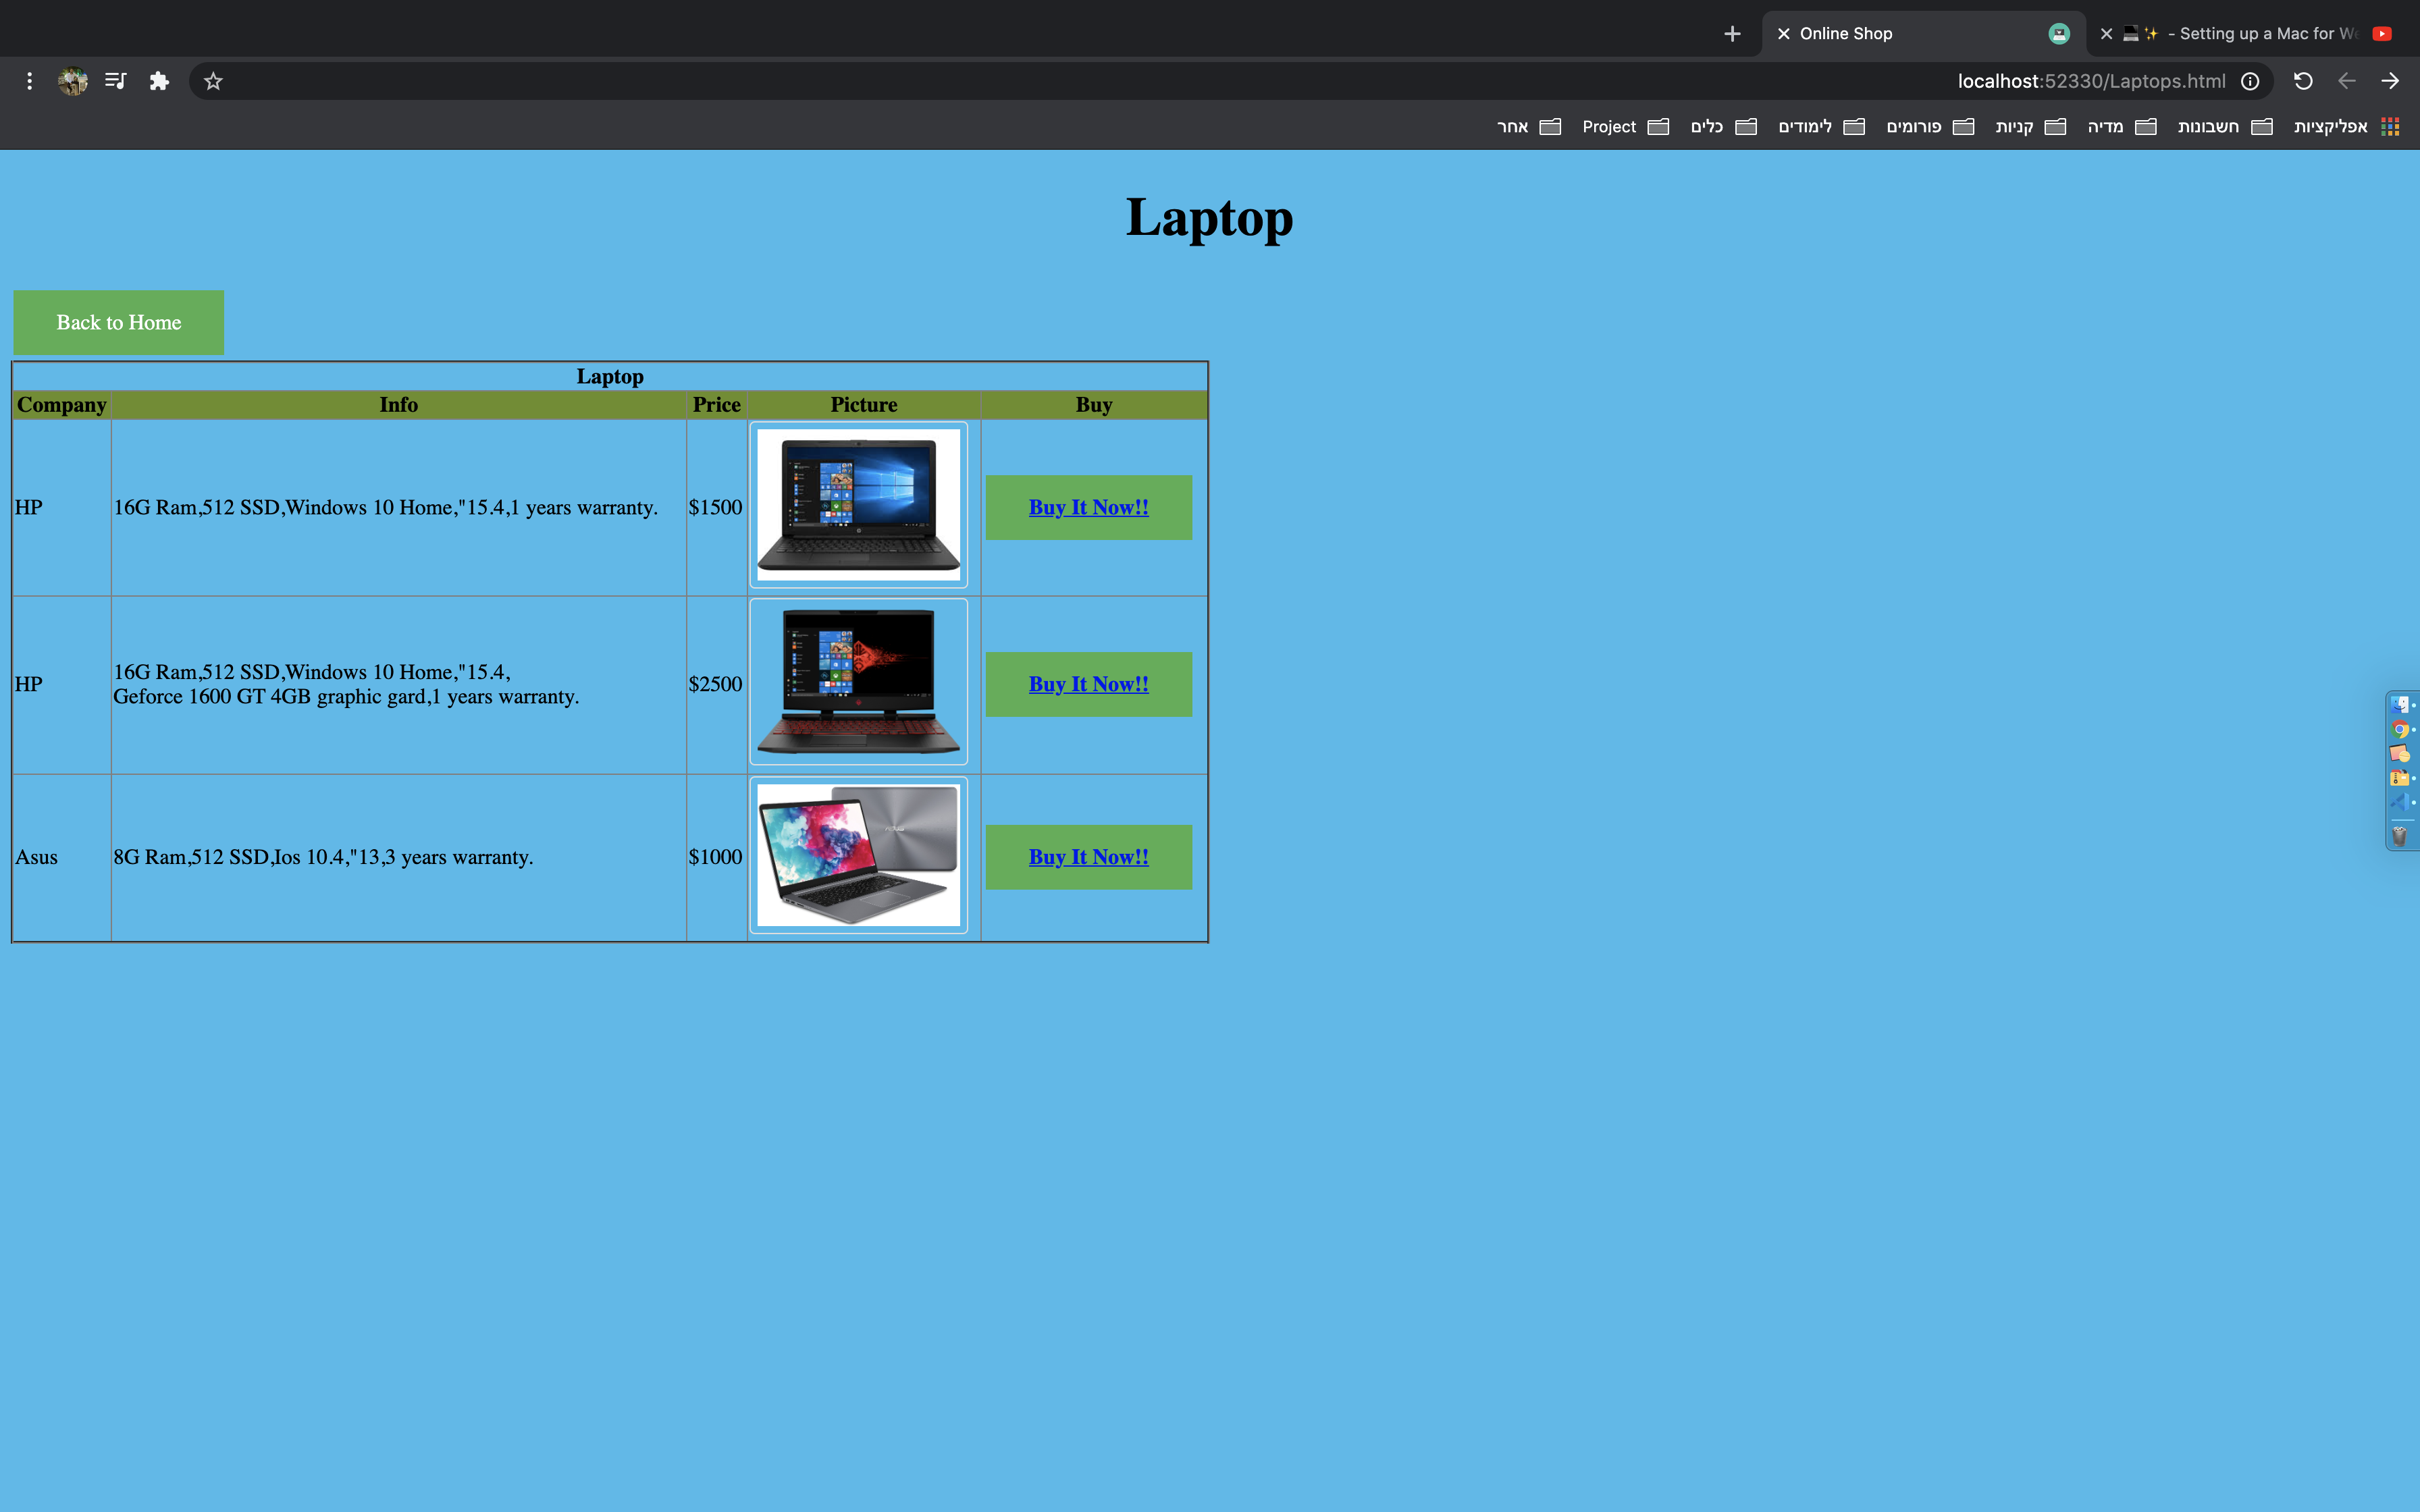 Online Shop
- Setting up a Mac for We
localhost:52330/Laptops.html
אפליקציות חשבונות מדיה קניות פורומים לימודים כלים Project אחר
Laptop
Back to Home
Laptop
Company Info Price Picture Buy
HP 16G Ram,512 SSD,Windows 10 Home,"15.4,1 years warranty. $1500 Buy It Now!!
HP 16G Ram,512 SSD,Windows 10 Home,"15.4,
Geforce 1600 GT 4GB graphic gard,1 years warranty. $2500 Buy It Now!!
Asus 8G Ram,512 SSD,Ios 10.4,"13,3 years warranty. $1000 Buy It Now!!